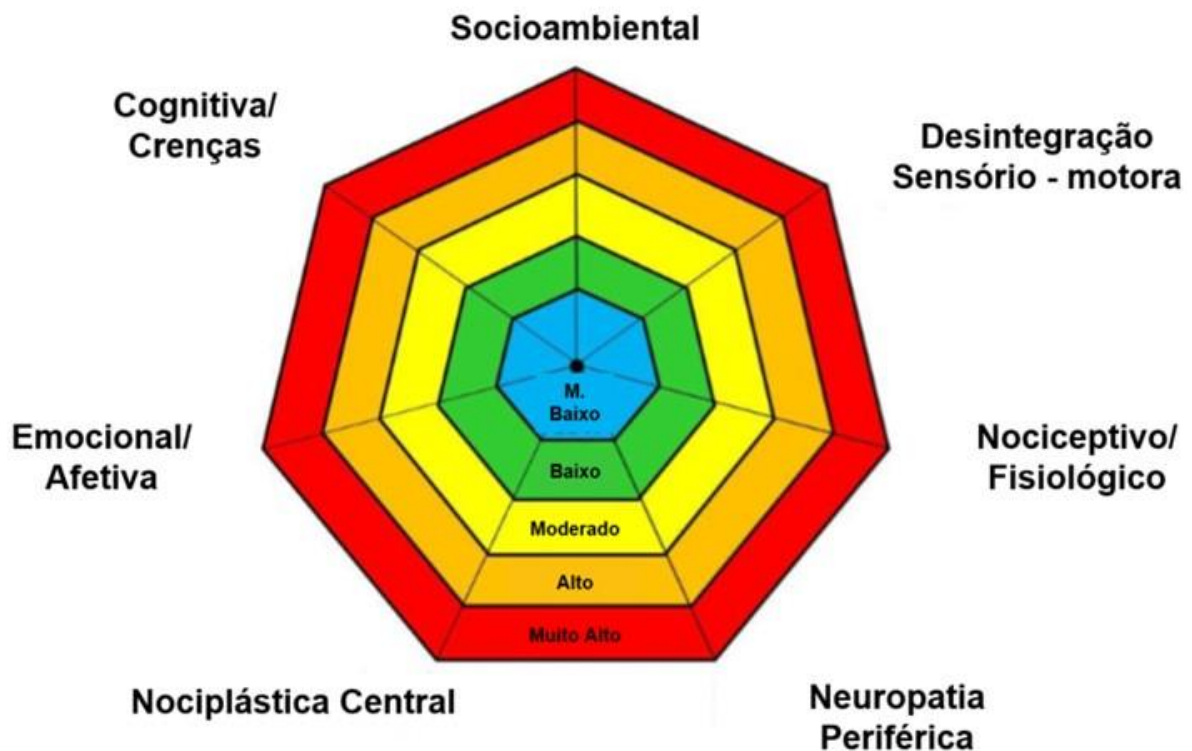 Socioambiental
Cognitiva/
Crenças
Desintegração
Sensório - motora
Emocional/
Afetiva
Nociceptivo/
Fisiológico
M.
Baixo
Baixo
Moderado
Alto
Muito Alto
Nociplástica Central
Neuropatia
Periférica